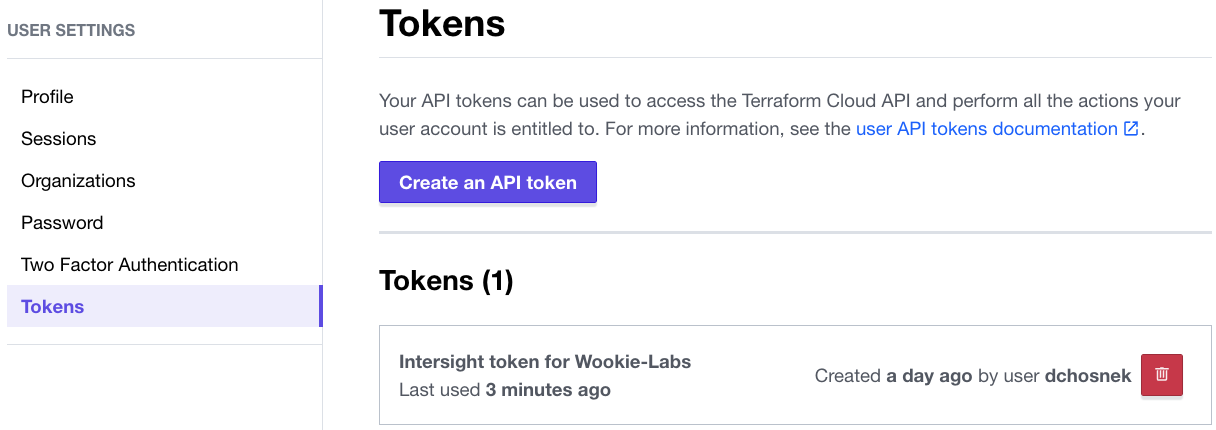 USER SETTINGS
Profile
Sessions
Organizations
Password
Two Factor Authentication
Tokens
Tokens
Your API tokens can be used to access the Terraform Cloud API and perform all the actions your
user account is entitled to. For more information, see the user API tokens documentation.
Create an API token
Tokens (1)
Intersight token for Wookie-Labs
Last used 3 minutes ago
Created a day ago by user dchosnek